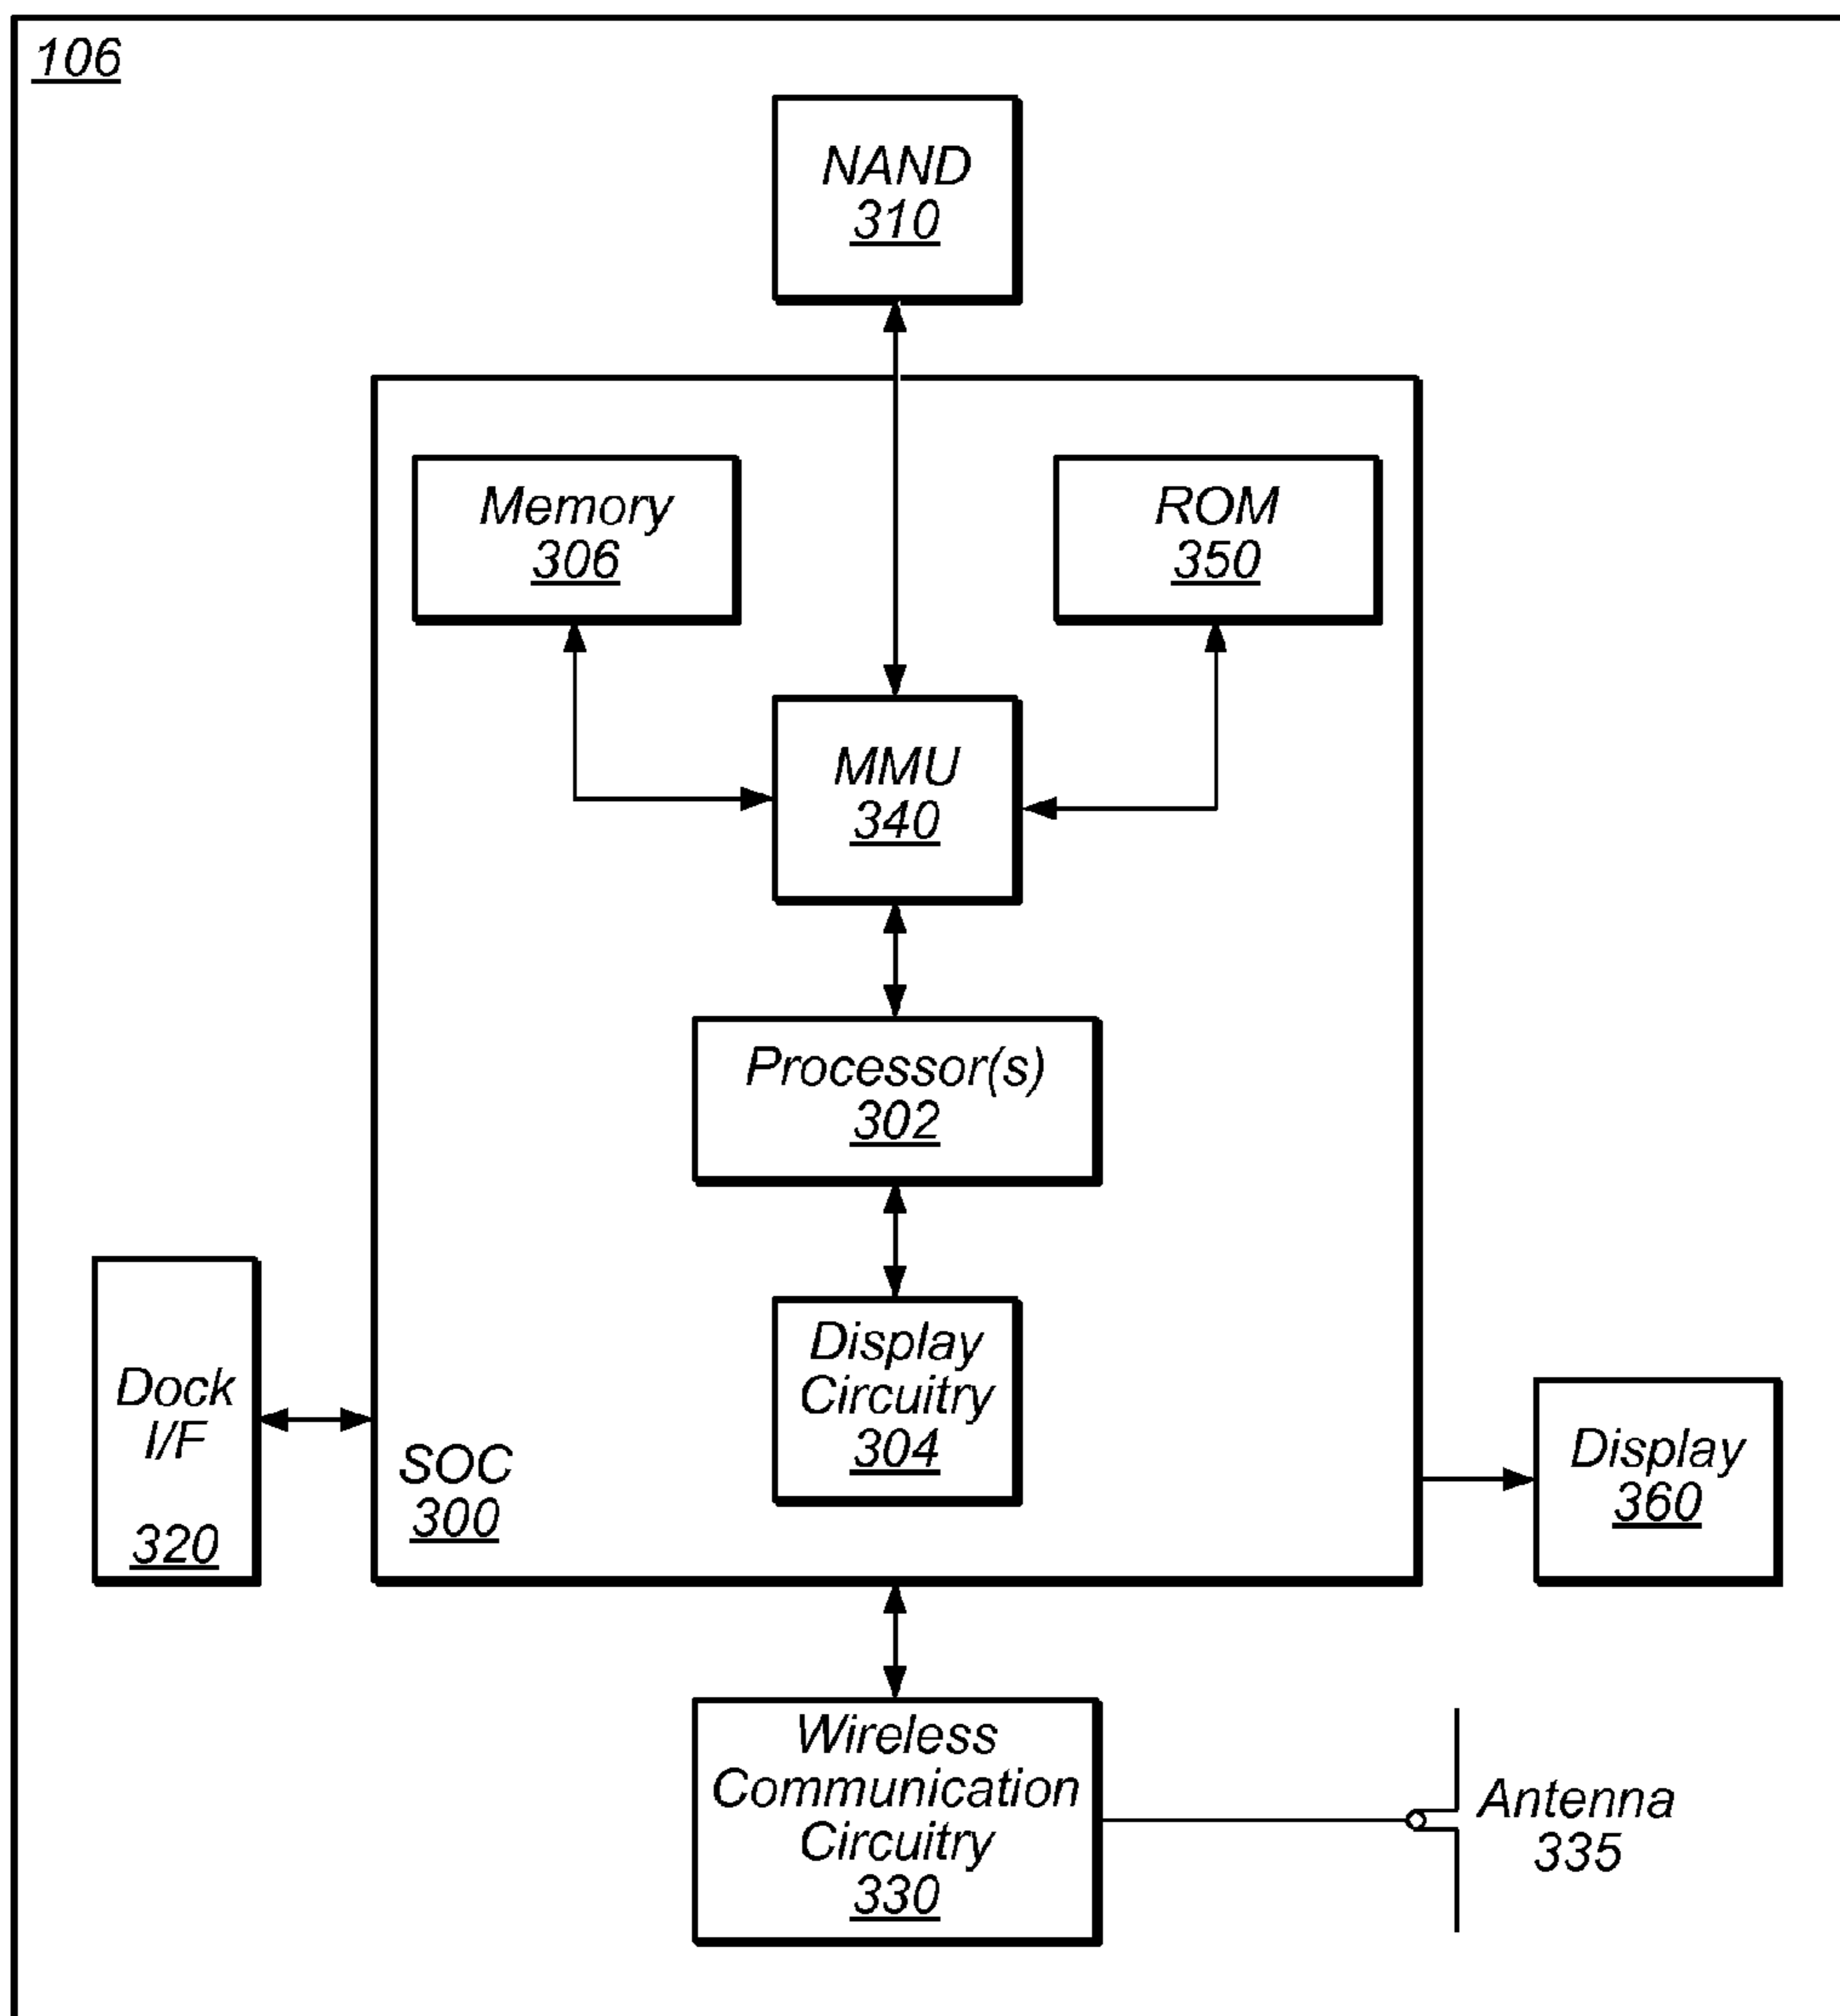 106
NAND
310
Memory
306
ROM
350
MMU
340
Processor(s)
302
Display
Circuitry
304
Dock
I/F
320
SOC
300
Display
360
Wireless
Communication
Circuitry
330
Antenna
335